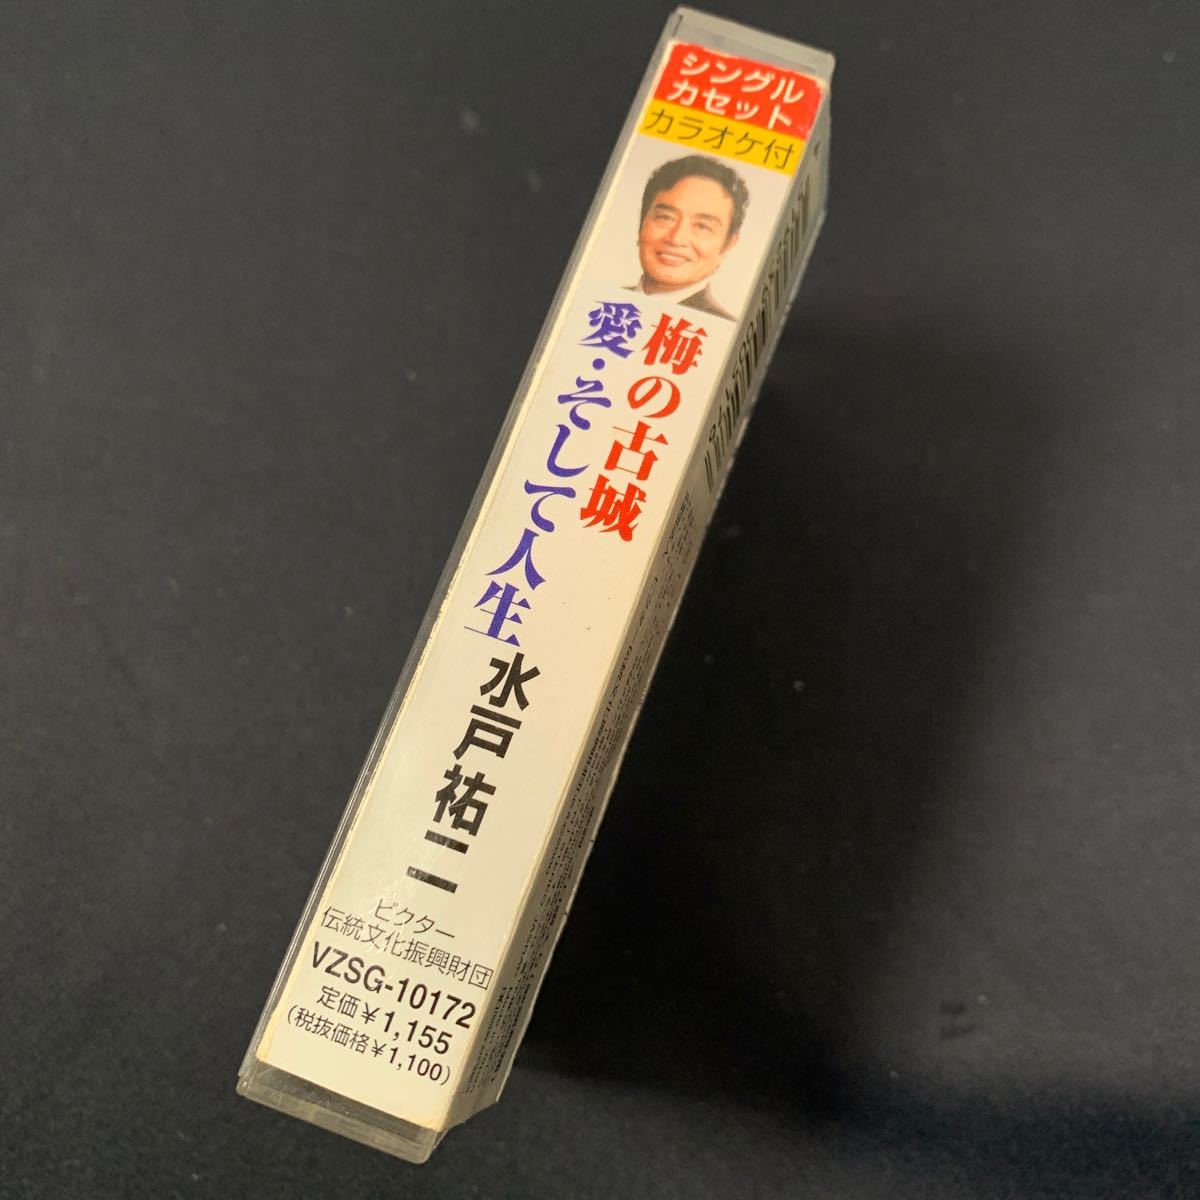 シングル
カセット
カラオケ付
梅の古城
愛・そして人生
水戸祐二
ビクター
伝統文化振興財団
VZSG-10172
定価¥1,155
(税抜価格¥1,100)